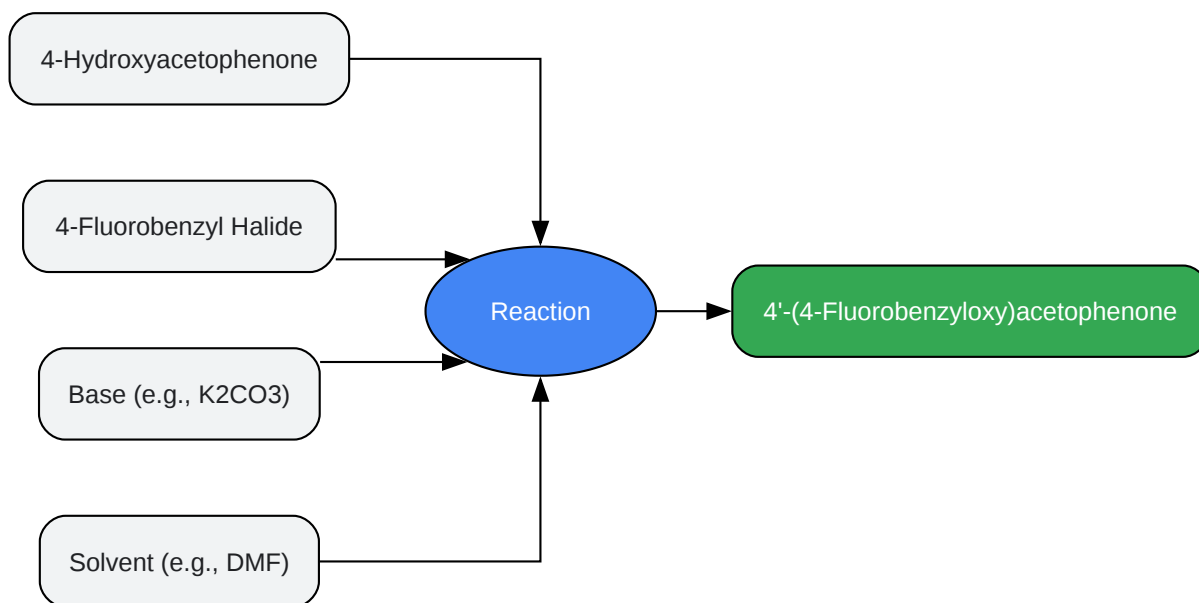 4-Hydroxyacetophenone
4-Fluorobenzyl Halide
Base (e.g., K2CO3)
Solvent (e.g., DMF)
Reaction
4'-(4-Fluorobenzyloxy)acetophenone